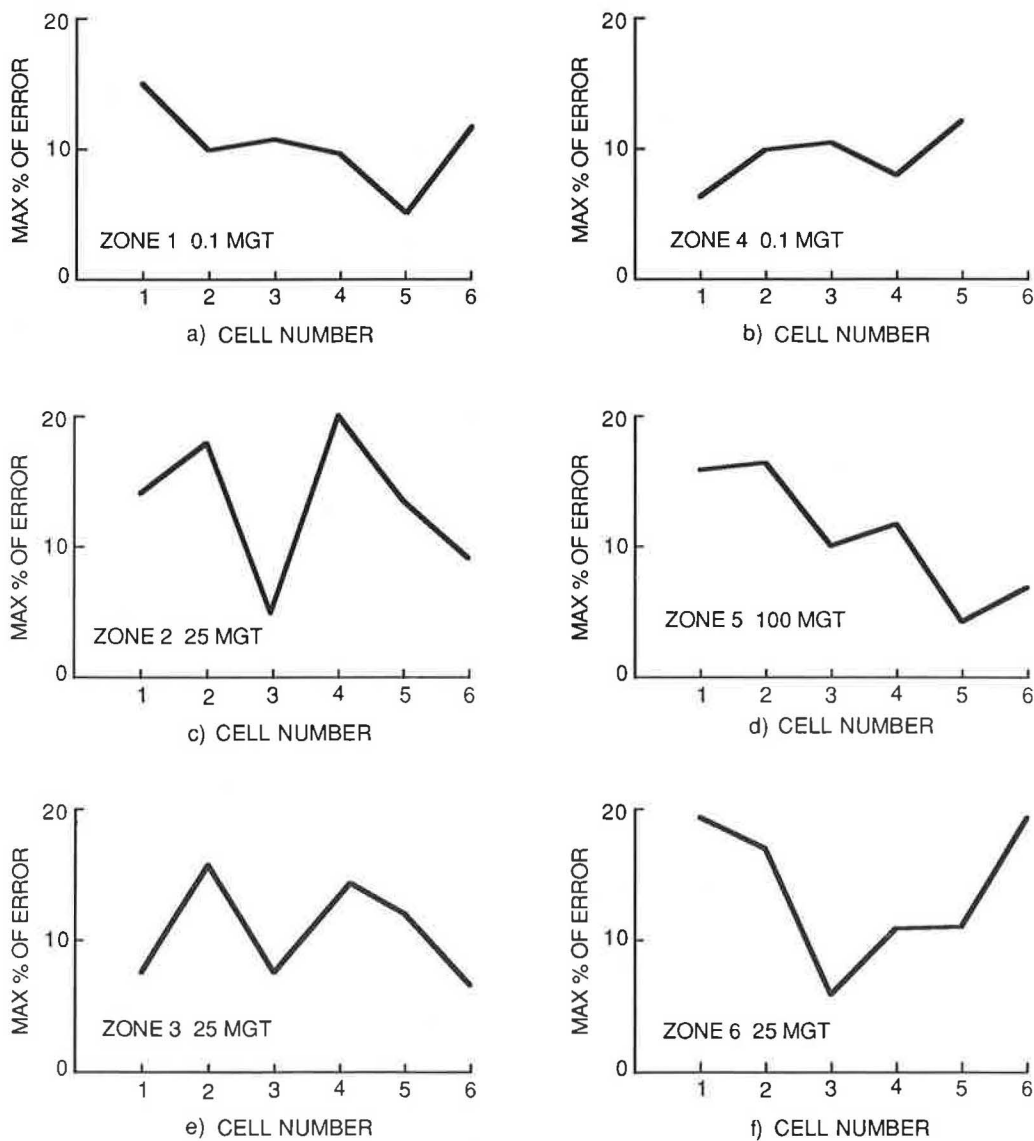 MAX % OF ERROR
20
10
0
ZONE 1 0.1 MGT
1 2 3 4 5 6
a) CELL NUMBER
MAX % OF ERROR
20
10
0
ZONE 4 0.1 MGT
1 2 3 4 5 6
b) CELL NUMBER
MAX % OF ERROR
20
10
0
ZONE 2 25 MGT
1 2 3 4 5 6
c) CELL NUMBER
MAX % OF ERROR
20
10
0
ZONE 5 100 MGT
1 2 3 4 5 6
d) CELL NUMBER
MAX % OF ERROR
20
10
0
ZONE 3 25 MGT
1 2 3 4 5 6
e) CELL NUMBER
MAX % OF ERROR
20
10
0
ZONE 6 25 MGT
1 2 3 4 5 6
f) CELL NUMBER